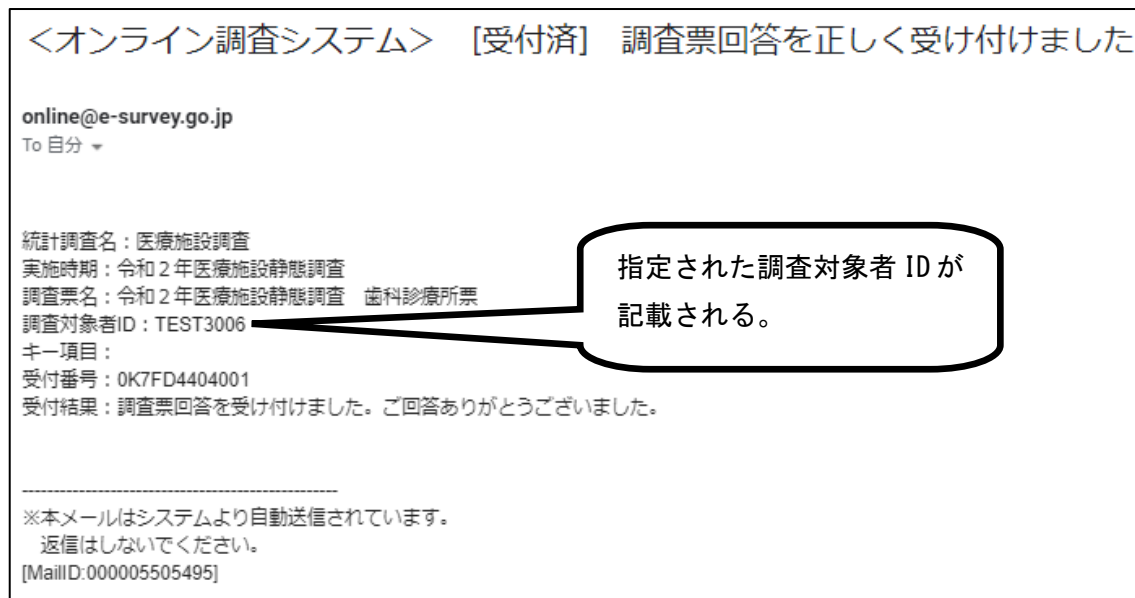 ＜オンライン調査システム＞　[受付済]　調査票回答を正しく受け付けました
online@e-survey.go.jp
To 自分
統計調査名：医療施設調査
実施時期：令和２年医療施設静態調査
調査票名：令和２年医療施設静態調査　歯科診療所票
調査対象者ID：TEST3006
キー項目：
受付番号：0K7FD4404001
受付結果：調査票回答を受け付けました。ご回答ありがとうございました。
指定された調査対象者 ID が
記載される。
--------------------------------------------------
※本メールはシステムより自動送信されています。
返信はしないでください。
[MailID:000005505495]